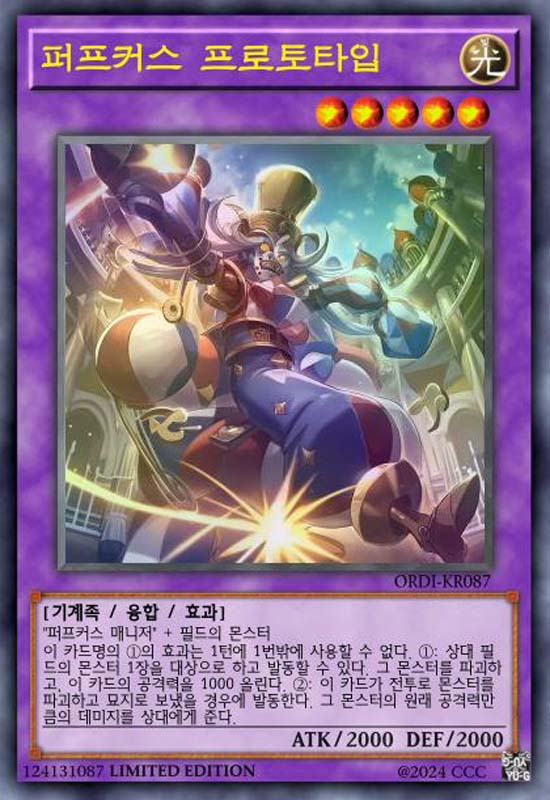 퍼프커스 프로토타입
빛
光
ORDI-KR087
[기계족 / 융합 / 효과]
"퍼프커스 매니저" + 필드의 몬스터
이 카드명의 ①의 효과는 1턴에 1번밖에 사용할 수 없다. ①: 상대 필
드의 몬스터 1장을 대상으로 하고 발동할 수 있다. 그 몬스터를 파괴하
고, 이 카드의 공격력을 1000 올린다. ②: 이 카드가 전투로 몬스터를
파괴하고 묘지로 보냈을 경우에 발동한다. 그 몬스터의 원래 공격력만
큼의 데미지를 상대에게 준다.
ATK/2000 DEF/2000
124131087 LIMITED EDITION
@2024 CCC